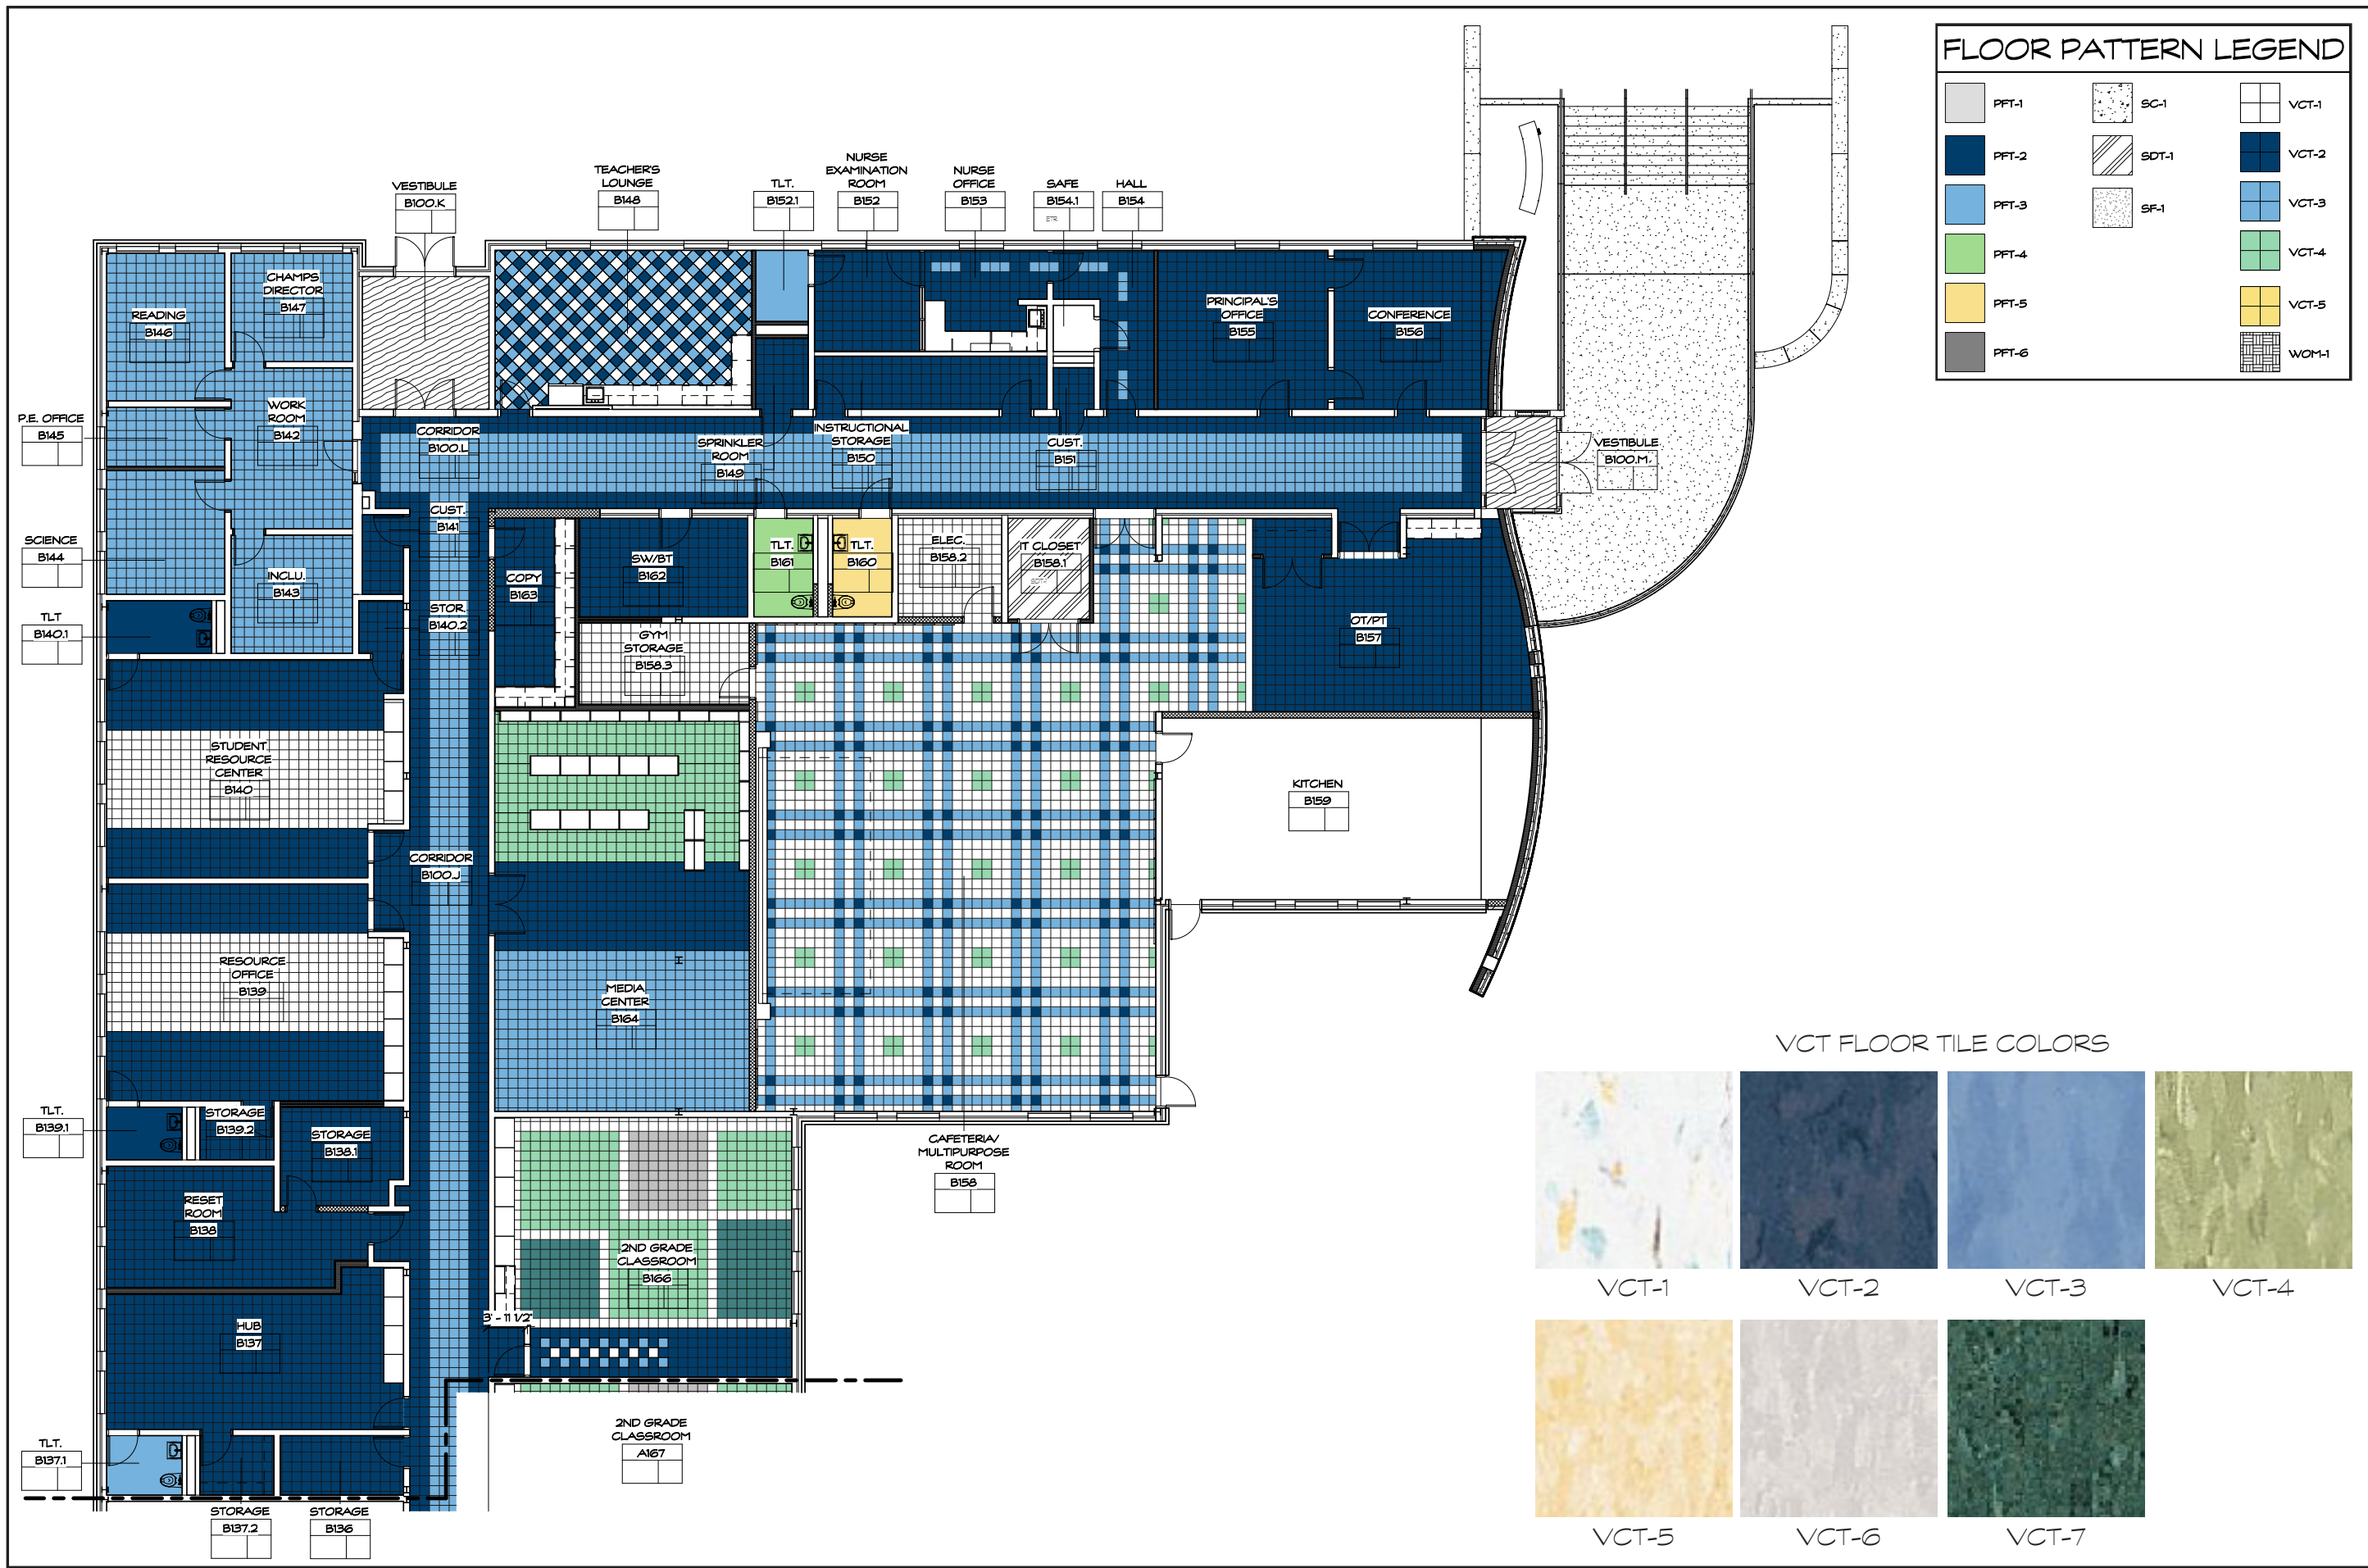 FLOOR PATTERN LEGEND
PFT-1
SC-1
VCT-1
PFT-2
SDT-1
VCT-2
PFT-3
SF-1
VCT-3
PFT-4
VCT-4
PFT-5
VCT-5
PFT-6
WOM-1
VESTIBULE
B100.K
TEACHER'S
LOUNGE
B148
TLT.
B152.1
NURSE
EXAMINATION
ROOM
B152
NURSE
OFFICE
B153
SAFE
B154.1
ETR
HALL
B154
CHAMPS
DIRECTOR
B147
READING
B146
PRINCIPAL'S
OFFICE
B155
CONFERENCE
B156
P.E. OFFICE
B145
WORK
ROOM
B142
CORRIDOR
B100.L
SPRINKLER
ROOM
B149
INSTRUCTIONAL
STORAGE
B150
CUST.
B151
VESTIBULE
B100.M
SCIENCE
B144
CUST.
B141
INCLU.
B143
COPY
B163
SW/BT
B162
TLT.
B161
TLT.
B160
ELEC.
B158.2
IT CLOSET
B158.1
TLT
B140.1
STOR.
B140.2
GYM
STORAGE
B158.3
OT/PT
B157
STUDENT
RESOURCE
CENTER
B140
KITCHEN
B159
CORRIDOR
B100.J
RESOURCE
OFFICE
B139
MEDIA
CENTER
B164
TLT.
B139.1
STORAGE
B139.2
STORAGE
B138.1
CAFETERIA/
MULTIPURPOSE
ROOM
B158
RESET
ROOM
B138
2ND GRADE
CLASSROOM
B166
3' - 11 1/2"
HUB
B137
2ND GRADE
CLASSROOM
A167
TLT.
B137.1
STORAGE
B137.2
STORAGE
B136
VCT FLOOR TILE COLORS
VCT-1
VCT-2
VCT-3
VCT-4
VCT-5
VCT-6
VCT-7